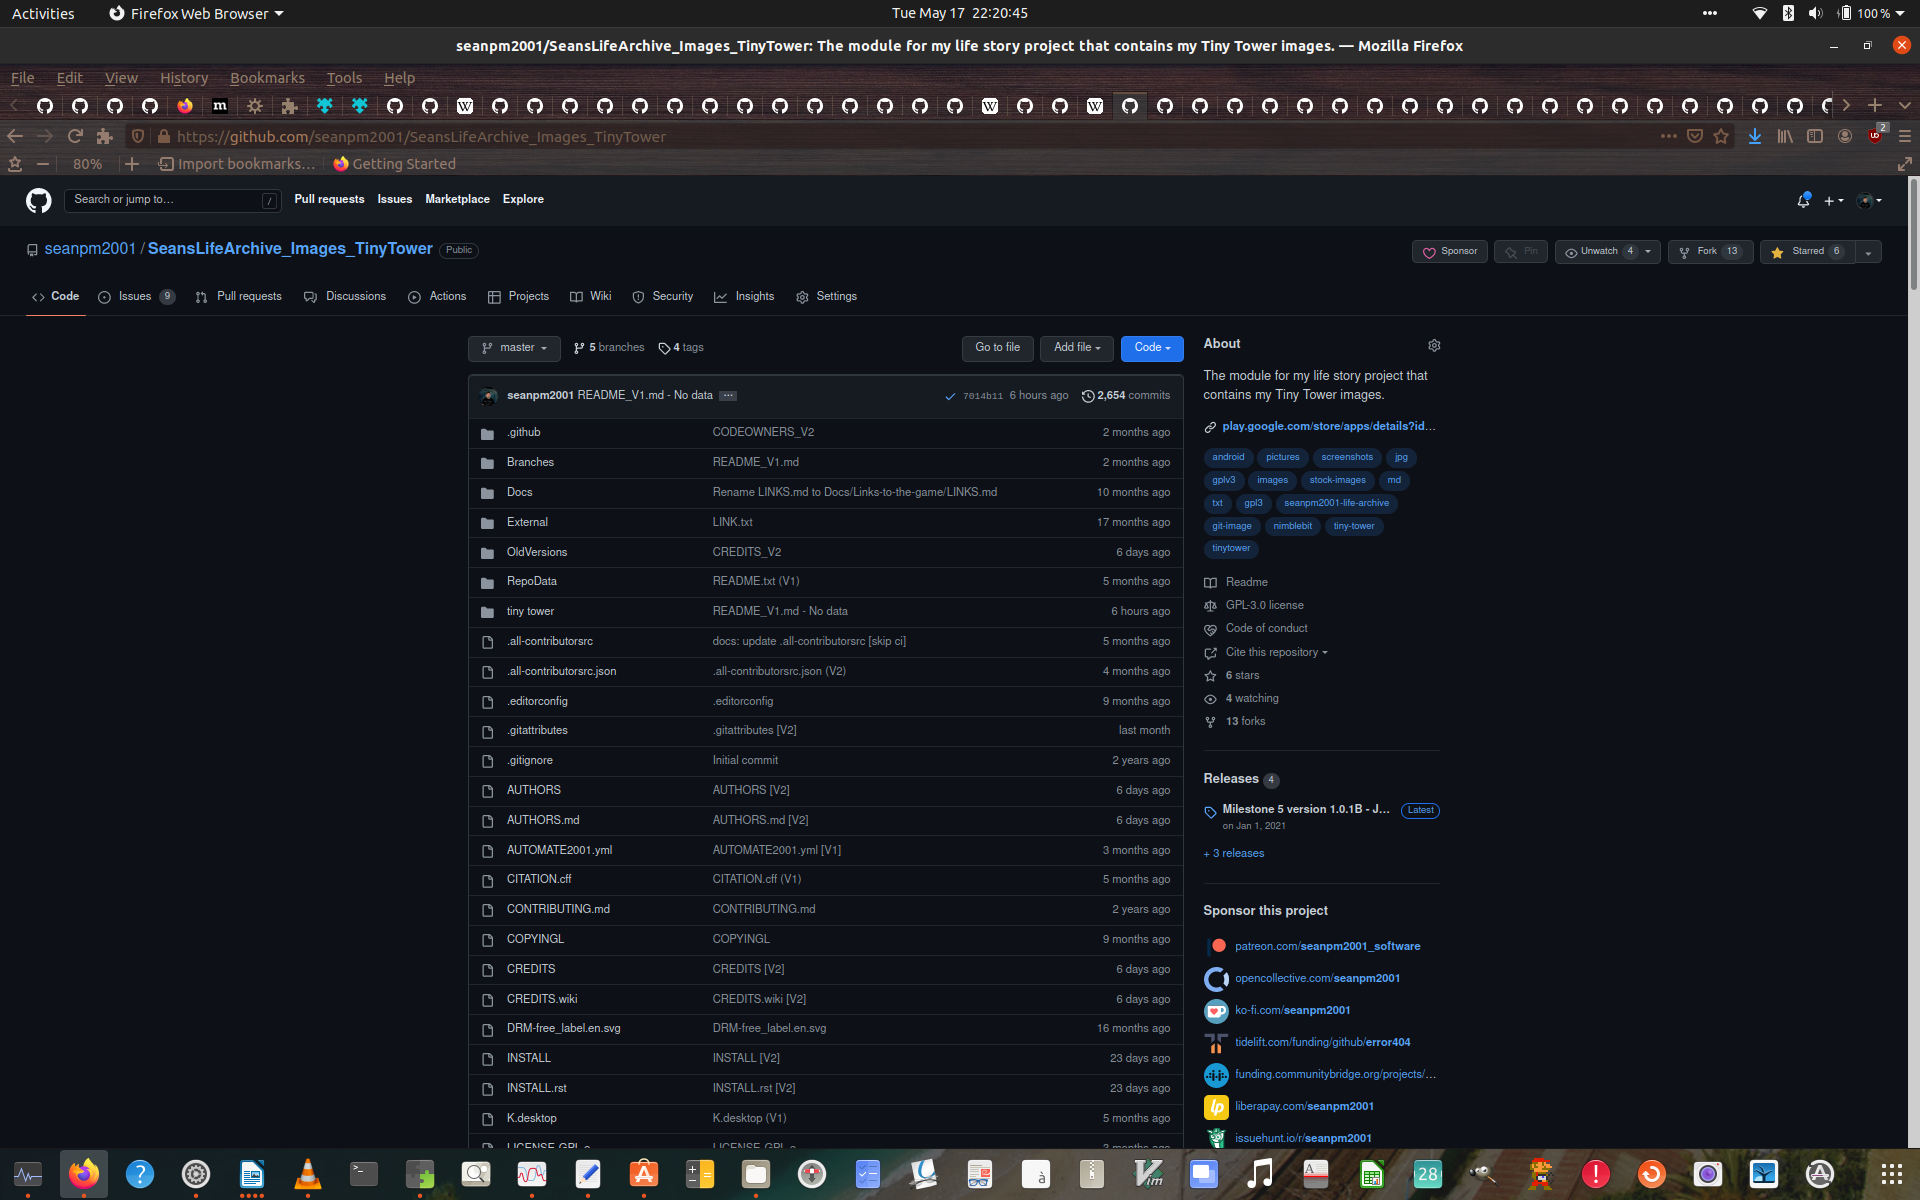 Activities Firefox Web Browser Tue May 17 22:20:45 100 %
seanpm2001/SeansLifeArchive_Images_TinyTower: The module for my life story project that contains my Tiny Tower images. — Mozilla Firefox
File Edit View History Bookmarks Tools Help
https://github.com/seanpm2001/SeansLifeArchive_Images_TinyTower 2
80% Import bookmarks... Getting Started
Search or jump to... / Pull requests Issues Marketplace Explore
seanpm2001 / SeansLifeArchive_Images_TinyTower Public Sponsor Pin Unwatch 4 Fork 13 Starred 6
Code Issues 9 Pull requests Discussions Actions Projects Wiki Security Insights Settings
master 5 branches 4 tags Go to file Add file Code
seanpm2001 README_V1.md - No data ... 7014b11 6 hours ago 2,654 commits
.github CODEOWNERS_V2 2 months ago
Branches README_V1.md 2 months ago
Docs Rename LINKS.md to Docs/Links-to-the-game/LINKS.md 10 months ago
External LINK.txt 17 months ago
OldVersions CREDITS_V2 6 days ago
RepoData README.txt (V1) 5 months ago
tiny tower README_V1.md - No data 6 hours ago
.all-contributorsrc docs: update .all-contributorsrc [skip ci] 5 months ago
.all-contributorsrc.json .all-contributorsrc.json (V2) 4 months ago
.editorconfig .editorconfig 9 months ago
.gitattributes .gitattributes [V2] last month
.gitignore Initial commit 2 years ago
AUTHORS AUTHORS [V2] 6 days ago
AUTHORS.md AUTHORS.md [V2] 6 days ago
AUTOMATE2001.yml AUTOMATE2001.yml [V1] 3 months ago
CITATION.cff CITATION.cff (V1) 5 months ago
CONTRIBUTING.md CONTRIBUTING.md 2 years ago
COPYINGL COPYINGL 9 months ago
CREDITS CREDITS [V2] 6 days ago
CREDITS.wiki CREDITS.wiki [V2] 6 days ago
DRM-free_label.en.svg DRM-free_label.en.svg 16 months ago
INSTALL INSTALL [V2] 23 days ago
INSTALL.rst INSTALL.rst [V2] 23 days ago
K.desktop K.desktop (V1) 5 months ago
About
The module for my life story project that
contains my Tiny Tower images.
play.google.com/store/apps/details?id...
android pictures screenshots jpg
gplv3 images stock-images md
txt gpl3 seanpm2001-life-archive
git-image nimblebit tiny-tower
tinytower
Readme
GPL-3.0 license
Code of conduct
Cite this repository
6 stars
4 watching
13 forks
Releases 4
Milestone 5 version 1.0.1B - J... Latest
on Jan 1, 2021
+ 3 releases
Sponsor this project
patreon.com/seanpm2001_software
opencollective.com/seanpm2001
ko-fi.com/seanpm2001
tidelift.com/funding/github/error404
funding.communitybridge.org/projects/...
liberapay.com/seanpm2001
issuehunt.io/r/seanpm2001
28